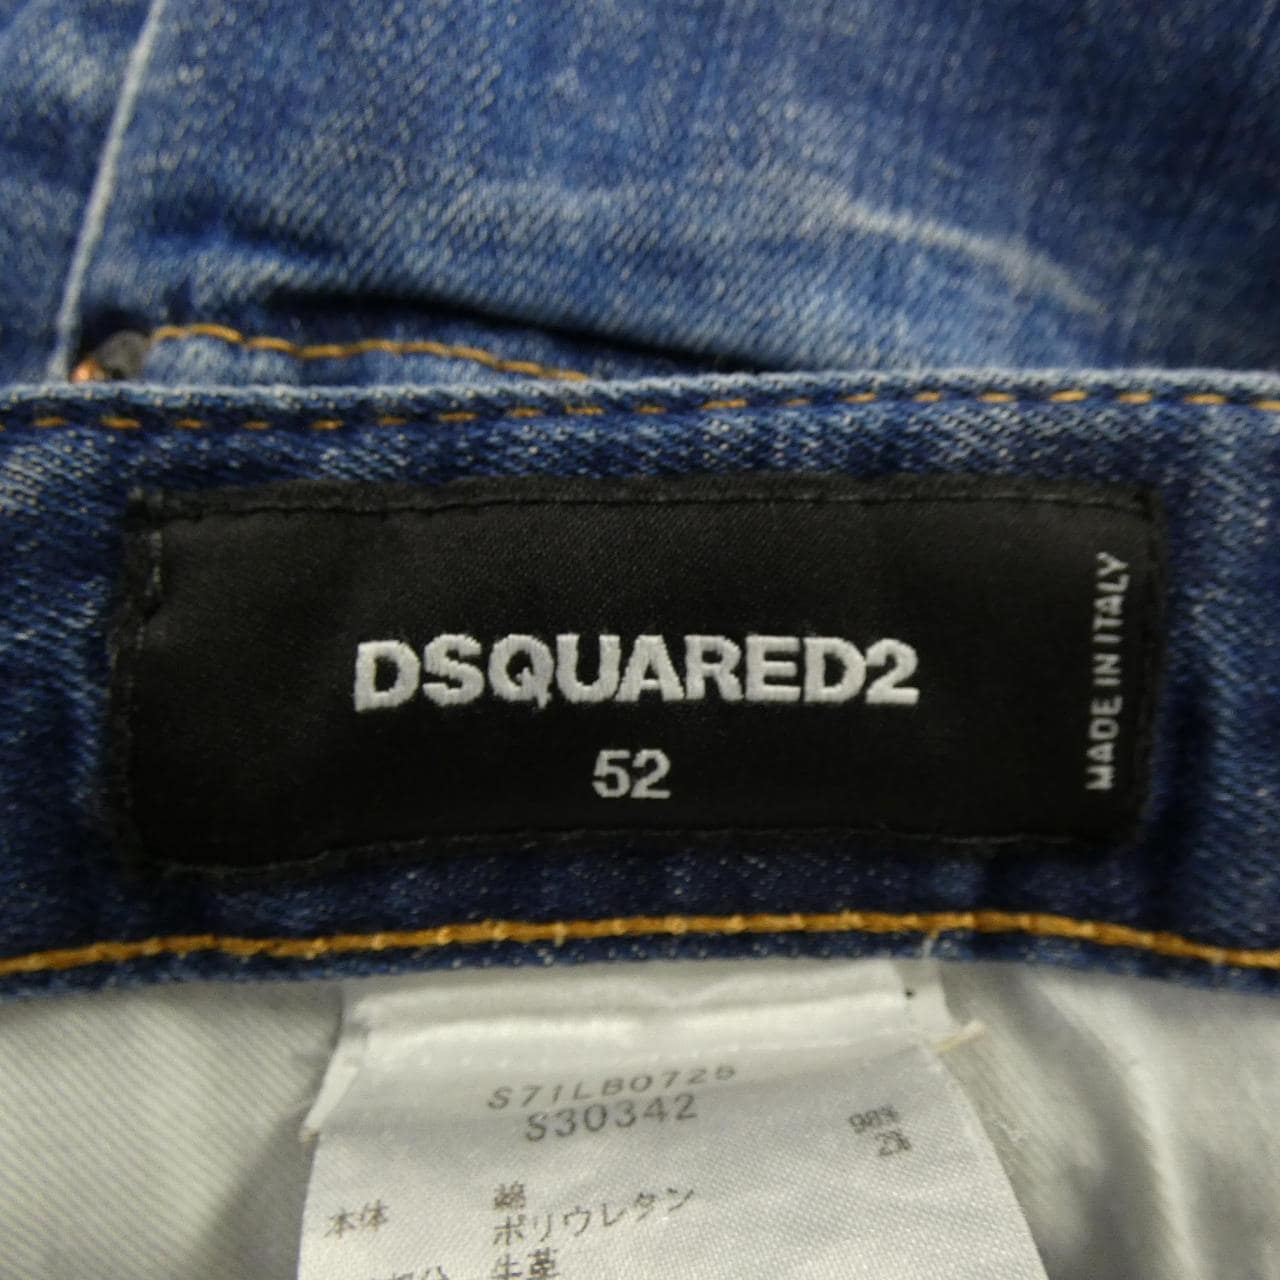 DSQUARED2
52
MADE IN ITALY
S71LB0725
S30342
本体 綿 98%
ポリウレタン 2%
牛革